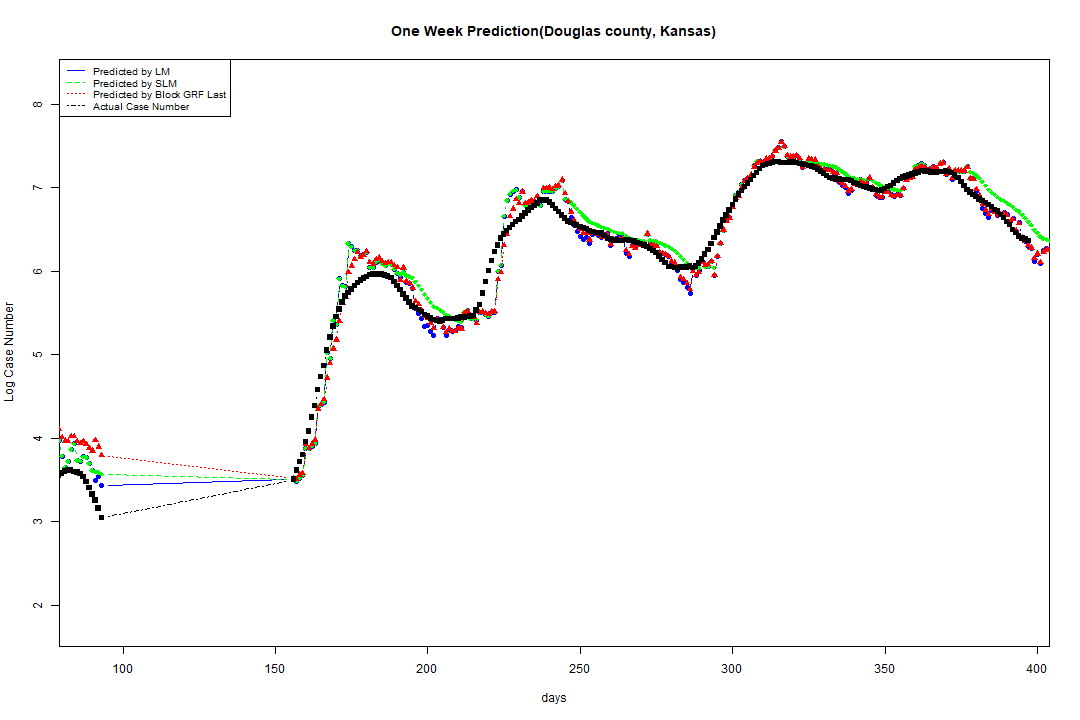 One Week Prediction(Douglas county, Kansas)
Predicted by LM
Predicted by SLM
Predicted by Block GRF Last
Actual Case Number
Log Case Number
8
7
6
5
4
3
2
100 150 200 250 300 350 400
days